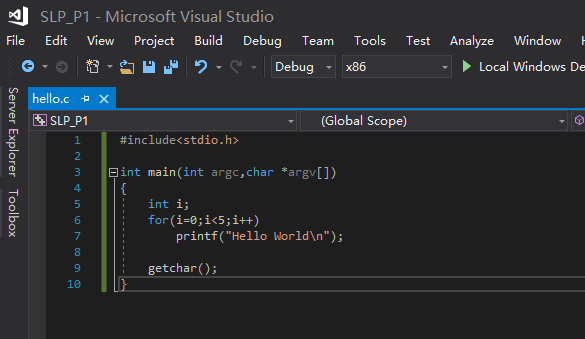 SLP_P1 - Microsoft Visual Studio
File Edit View Project Build Debug Team Tools Test Analyze Window
Debug x86 Local Windows De
hello.c
SLP_P1 (Global Scope)
Server Explorer
Toolbox
1 #include<stdio.h>
2
3 int main(int argc,char *argv[])
4 {
5 int i;
6 for(i=0;i<5;i++)
7 printf("Hello World\n");
8
9 getchar();
10 }